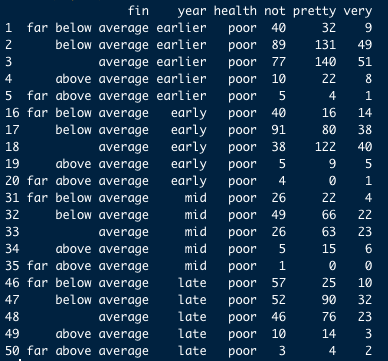 fin year health not pretty very
1 far below average earlier poor 40 32 9
2 below average earlier poor 89 131 49
3 average earlier poor 77 140 51
4 above average earlier poor 10 22 8
5 far above average earlier poor 5 4 1
16 far below average early poor 40 16 14
17 below average early poor 91 80 38
18 average early poor 38 122 40
19 above average early poor 5 9 5
20 far above average early poor 4 0 1
31 far below average mid poor 26 22 4
32 below average mid poor 49 66 22
33 average mid poor 26 63 23
34 above average mid poor 5 15 6
35 far above average mid poor 1 0 0
46 far below average late poor 57 25 10
47 below average late poor 52 90 32
48 average late poor 46 76 23
49 above average late poor 10 14 3
50 far above average late poor 3 4 2